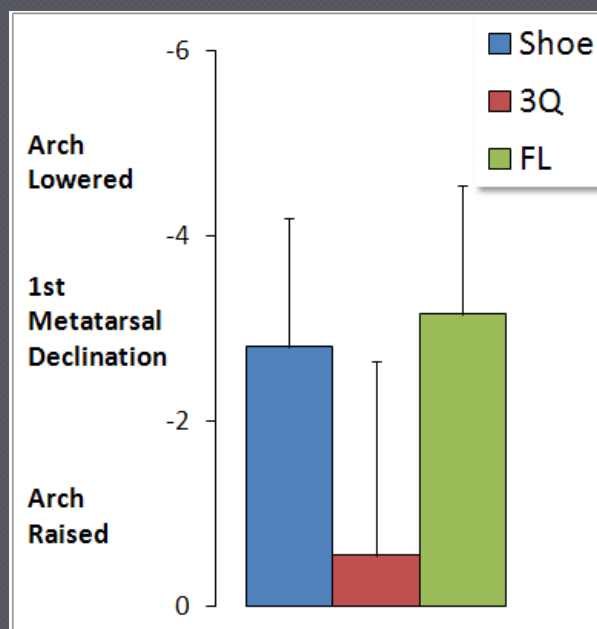 Shoe
3Q
FL
-6
-4
-2
0
Arch
Lowered
1st
Metatarsal
Declination
Arch
Raised